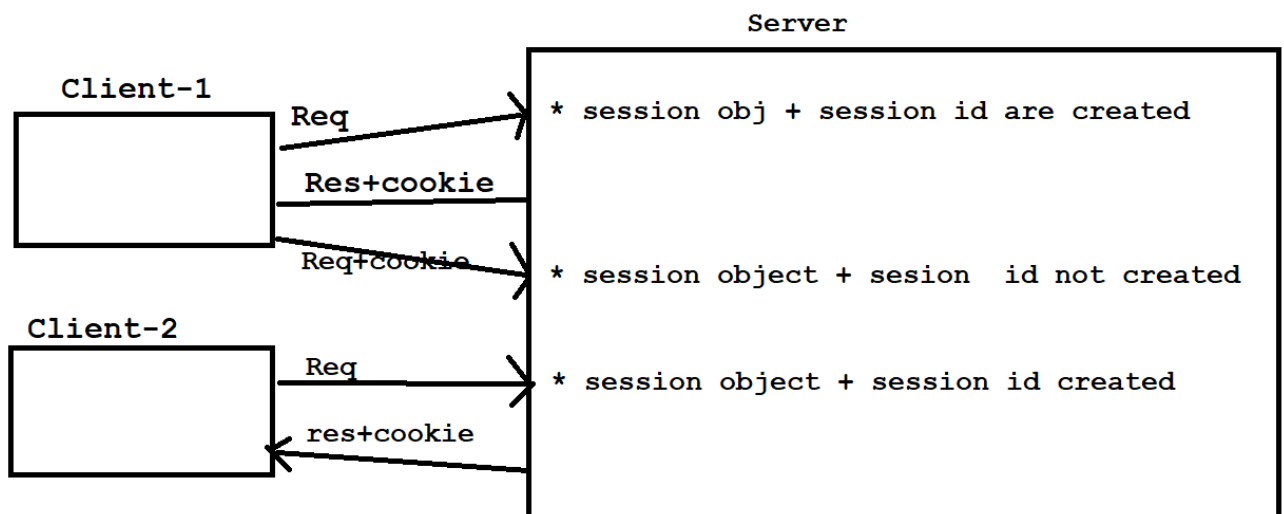 Server
Client-1
Req
* session obj + session id are created
Res+cookie
Req+cookie
* session object + sesion  id not created
Client-2
Req
* session object + session id created
res+cookie